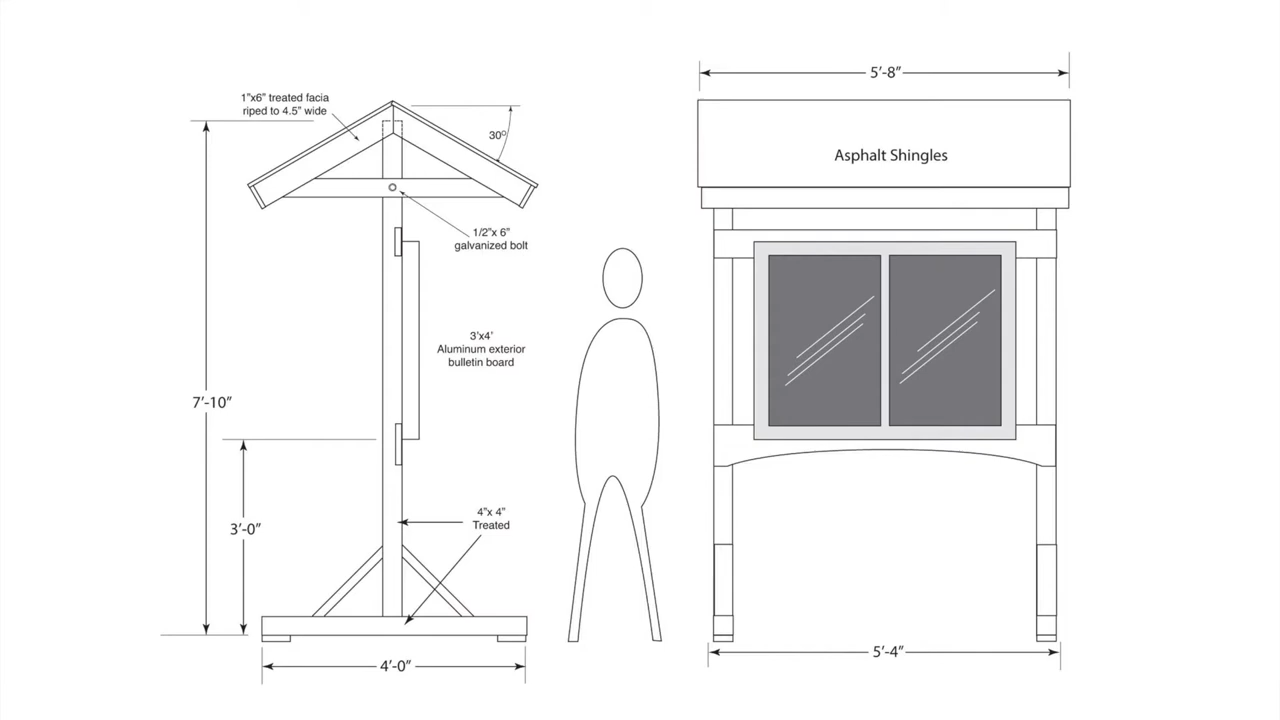 5’-8”
1”x6” treated facia
riped to 4.5” wide
30⁰
Asphalt Shingles
1/2”x 6”
galvanized bolt
3’x4’
Aluminum exterior
bulletin board
7’-10”
3’-0”
4”x 4”
Treated
5’-4”
4’-0”